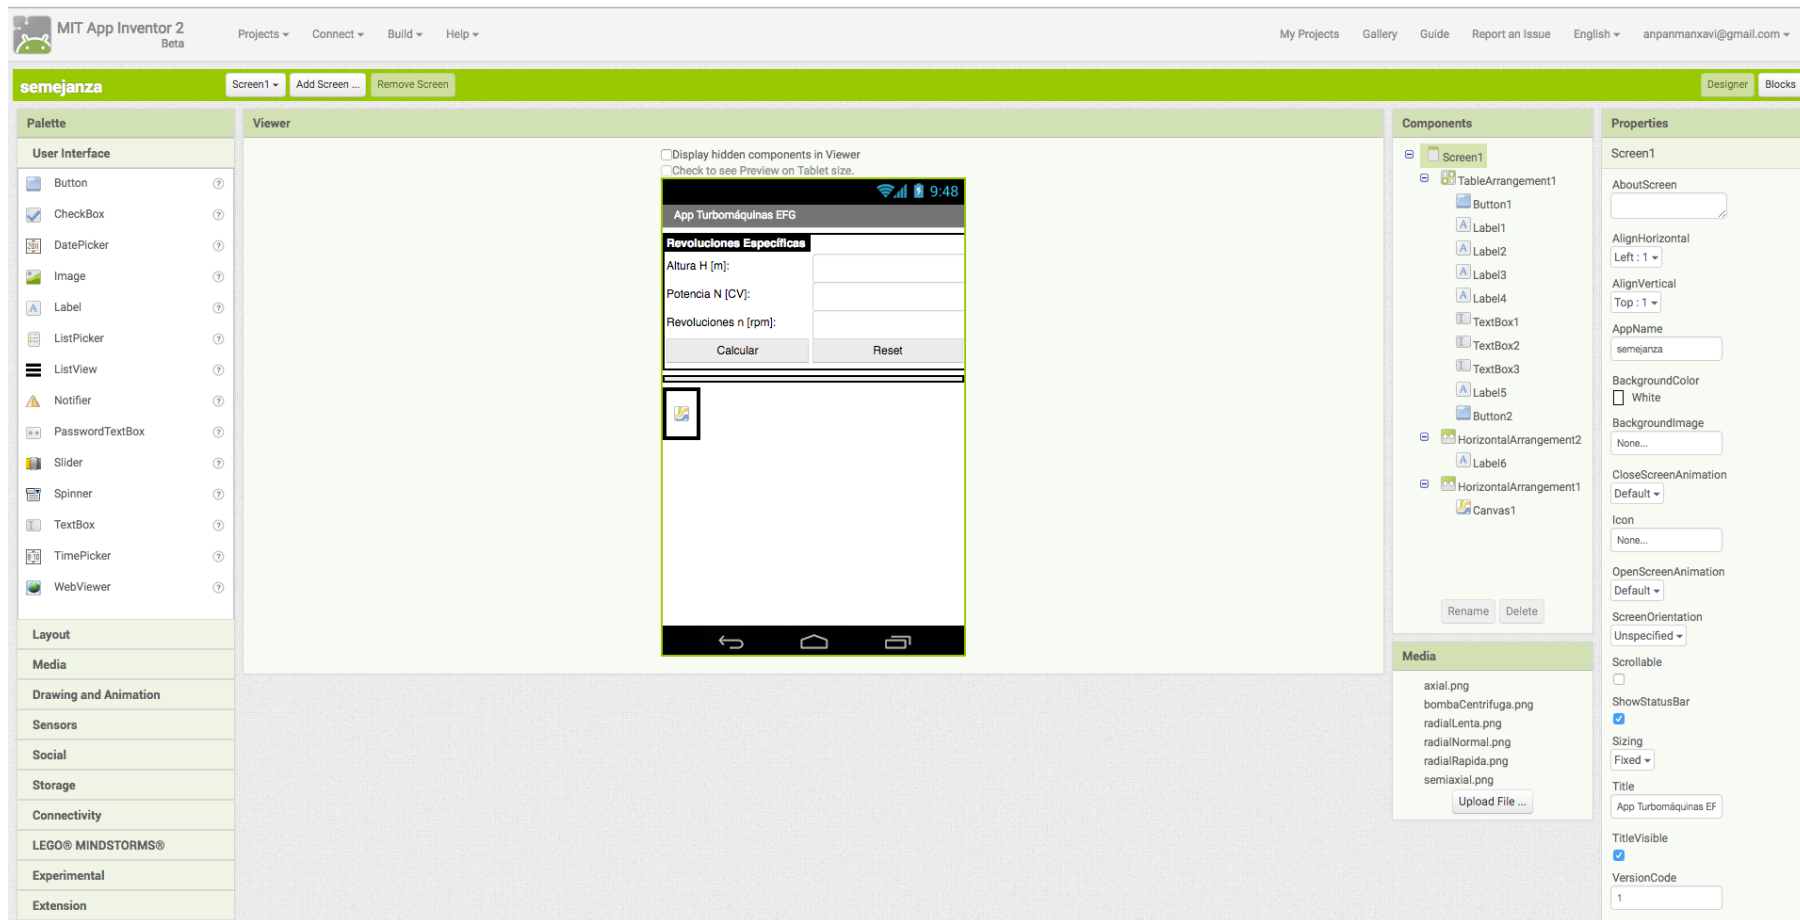 MIT App Inventor 2
Beta
Projects Connect Build Help
My Projects Gallery Guide Report an Issue English anpanmanxavi@gmail.com
semejanza
Screen1 Add Screen ... Remove Screen
Designer Blocks
Palette
User Interface
Button ?
CheckBox ?
DatePicker ?
Image ?
Label ?
ListPicker ?
ListView ?
Notifier ?
PasswordTextBox ?
Slider ?
Spinner ?
TextBox ?
TimePicker ?
WebViewer ?
Layout
Media
Drawing and Animation
Sensors
Social
Storage
Connectivity
LEGO® MINDSTORMS®
Experimental
Extension
Viewer
Display hidden components in Viewer
Check to see Preview on Tablet size.
9:48
App Turbomáquinas EFG
Revoluciones Específicas
Altura H [m]:
Potencia N [CV]:
Revoluciones n [rpm]:
Calcular Reset
Components
Screen1
TableArrangement1
Button1
Label1
Label2
Label3
Label4
TextBox1
TextBox2
TextBox3
Label5
Button2
HorizontalArrangement2
Label6
HorizontalArrangement1
Canvas1
Rename Delete
Media
axial.png
bombaCentrifuga.png
radialLenta.png
radialNormal.png
radialRapida.png
semiaxial.png
Upload File ...
Properties
Screen1
AboutScreen
AlignHorizontal
Left : 1
AlignVertical
Top : 1
AppName
semejanza
BackgroundColor
White
BackgroundImage
None...
CloseScreenAnimation
Default
Icon
None...
OpenScreenAnimation
Default
ScreenOrientation
Unspecified
Scrollable
ShowStatusBar
Sizing
Fixed
Title
App Turbomáquinas EF
TitleVisible
VersionCode
1